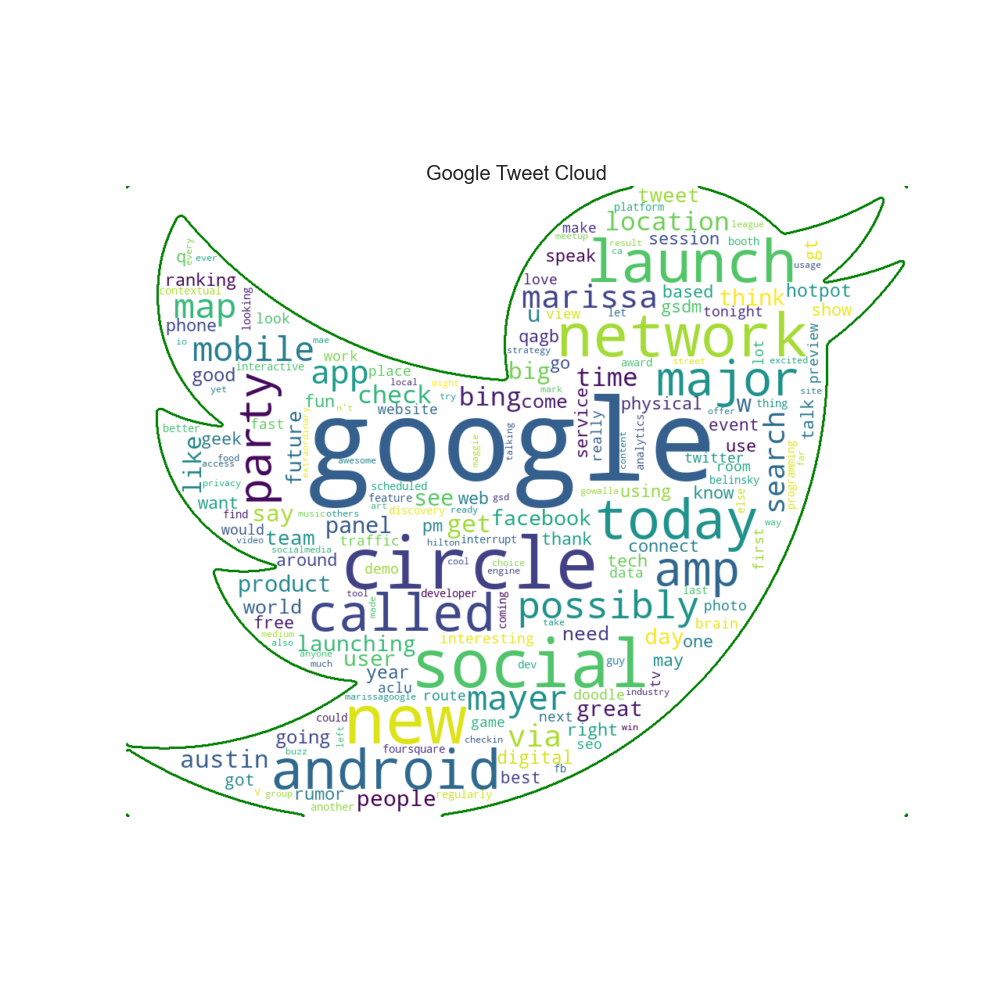 Google Tweet Cloud
tweet
platform
location
league
make
meetup
result
session
booth
gt
q
every
ever
speak
ca
launch
usage
ranking
love
contextual
looking
marissa
based
think
hotpot
map
look
u
view
let
gsdm
tonight
show
phone
io
mae
qagb
network
lot
excited
preview
mobile
work
strategy
interactive
place
go
award
street
good
app
big
time
major
yet
local
might
check
try
bing
come
mark
site
party
fun
n't
website
service
physical
offer
w
thing
better
fast
google
really
event
talk
geek
future
extraordinary
content
analytics
twitter
use
search
like
food
access
awesome
maggie
talking
room
far
programming
privacy
scheduled
belinsky
want
feature
see
web
gsd
gowalla
using
know
else
find
music
others
art
discovery
ready
way
would
say
panel
pm
get
facebook
today
first
video
team
traffic
hilton
interrupt
thank
connect
socialmedia
around
demo
circle
cool
choice
engine
tech
data
amp
product
tool
developer
last
world
made
called
coming
possibly
photo
free
take
brain
medium
also
launching
interesting
need
day
one
anyone
much
user
social
dev
guy
may
year
tv
aclu
marissagoogle
route
mayer
doodle
industry
could
new
game
next
great
going
left
via
right
win
buzz
foursquare
checkin
seo
austin
android
digital
fb
got
best
v
group
rumor
people
regularly
another